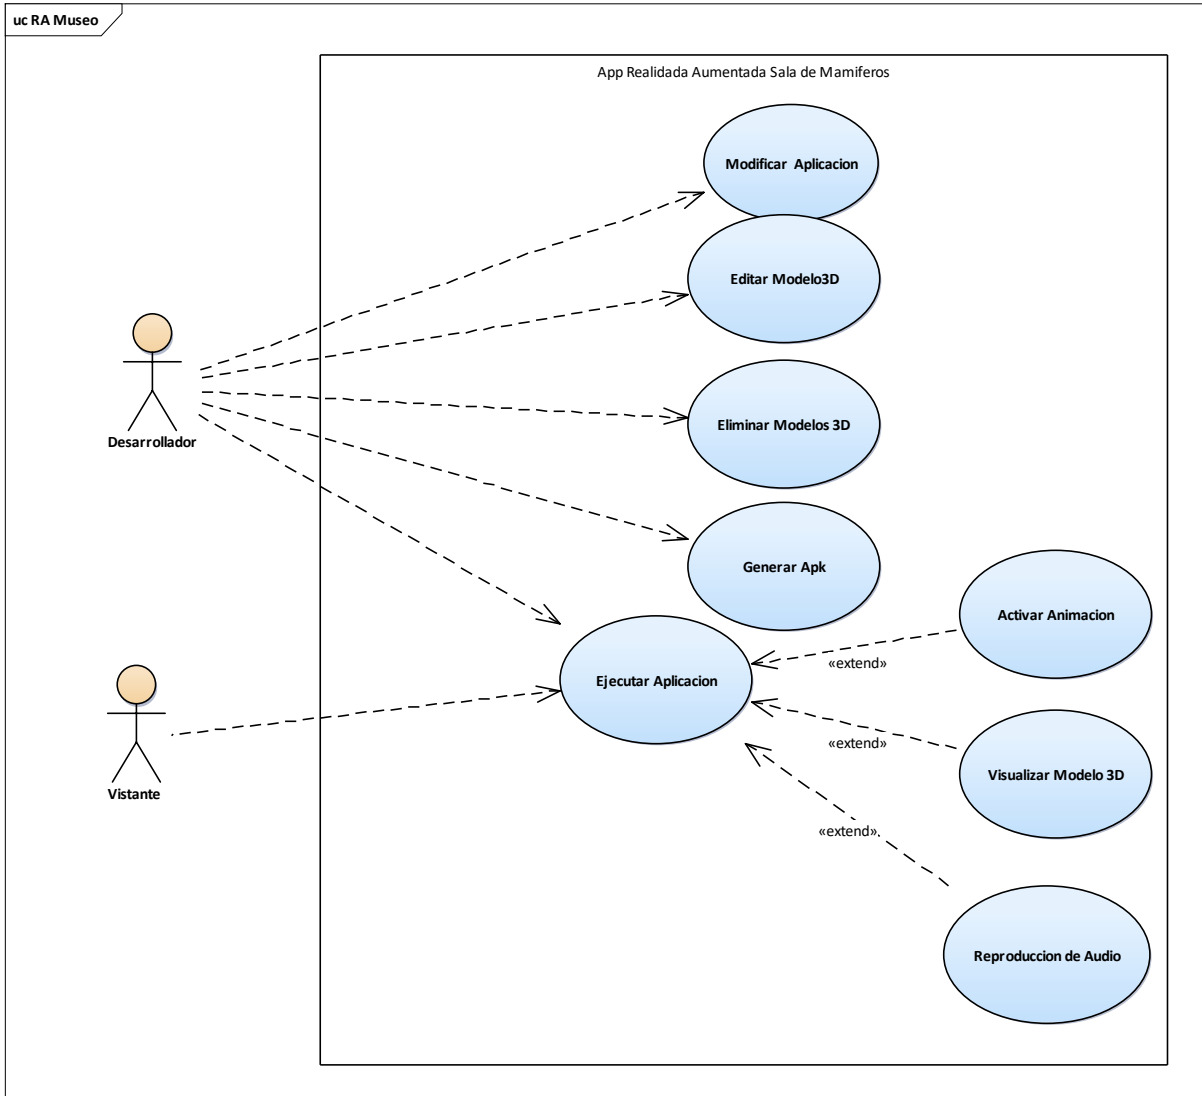 uc RA Museo
App Realidada Aumentada Sala de Mamiferos
Modificar Aplicacion
Editar Modelo3D
Desarrollador
Eliminar Modelos 3D
Generar Apk
Activar Animacion
«extend»
Ejecutar Aplicacion
«extend»
Visualizar Modelo 3D
Vistante
«extend»
Reproduccion de Audio